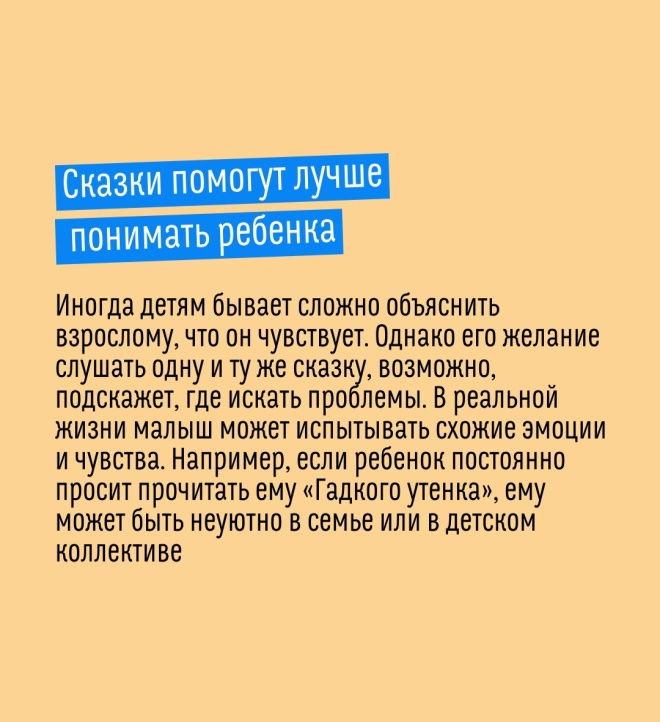 Сказки помогут лучше
понимать ребенка
Иногда детям бывает сложно объяснить
взрослому, что он чувствует. Однако его желание
слушать одну и ту же сказку, возможно,
подскажет, где искать проблемы. В реальной
жизни малыш может испытывать схожие эмоции
и чувства. Например, если ребенок постоянно
просит прочитать ему «Гадкого утенка», ему
может быть неуютно в семье или в детском
коллективе